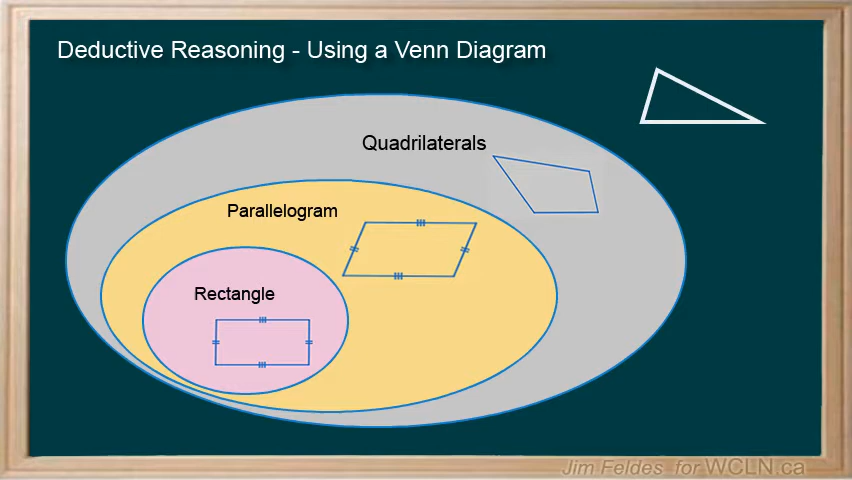 Deductive Reasoning - Using a Venn Diagram
Quadrilaterals
Parallelogram
Rectangle
Jim Feldes for WCLN.ca